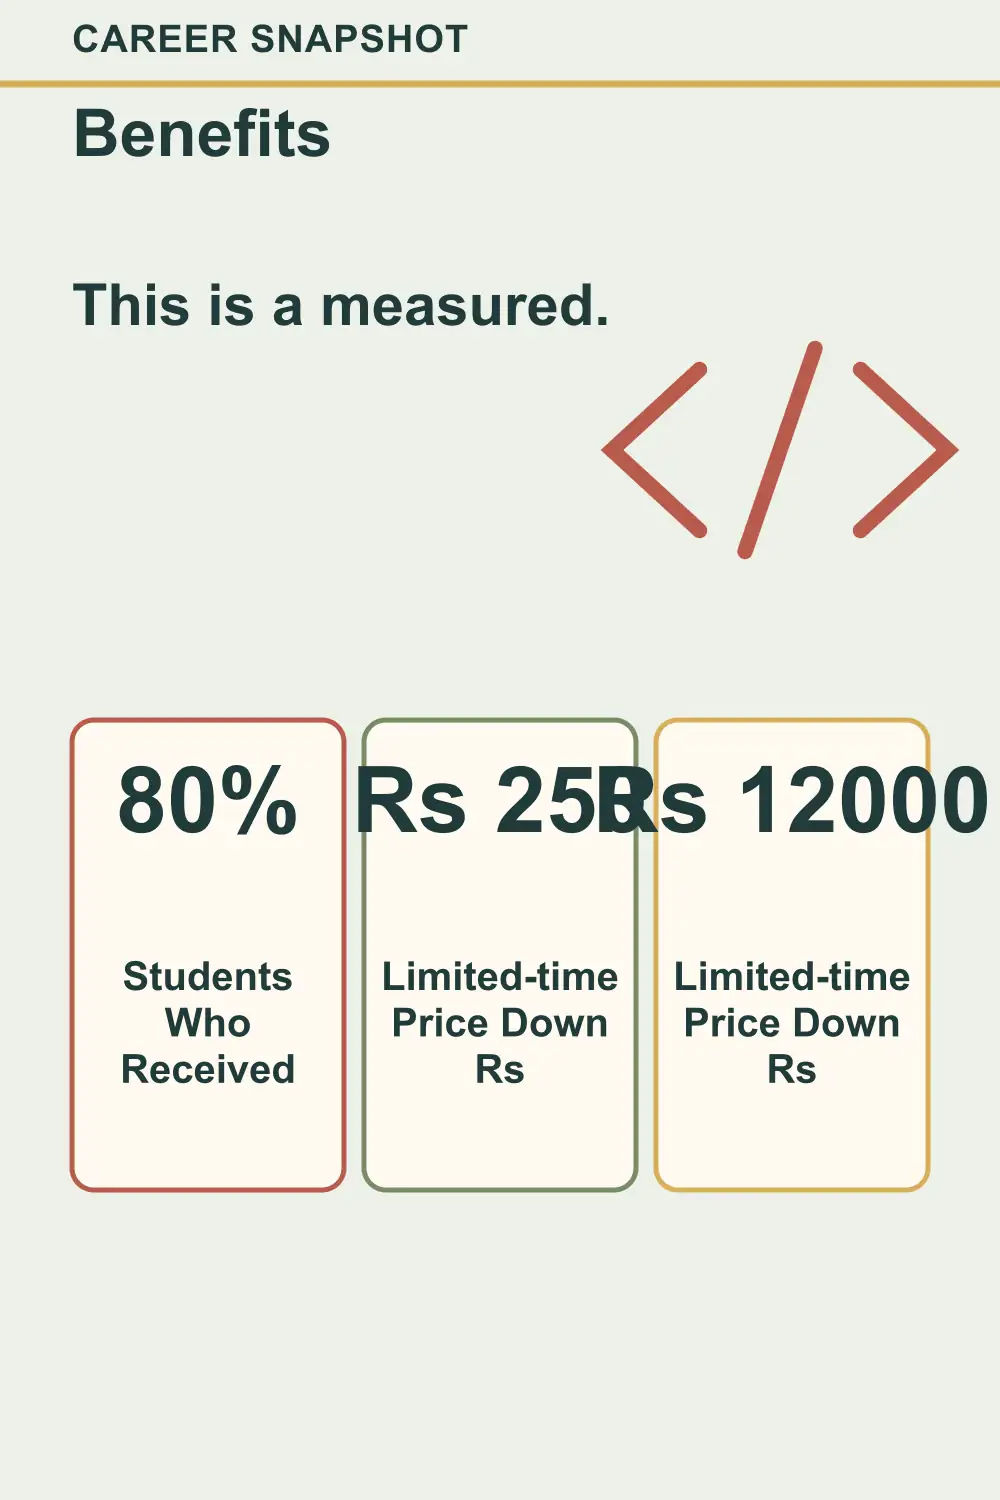 CAREER SNAPSHOT
Benefits
This is a measured.
</>
80%
Students
Who
Received
Rs
Limited-time
Price Down
Rs
Rs 12000
Limited-time
Price Down
Rs